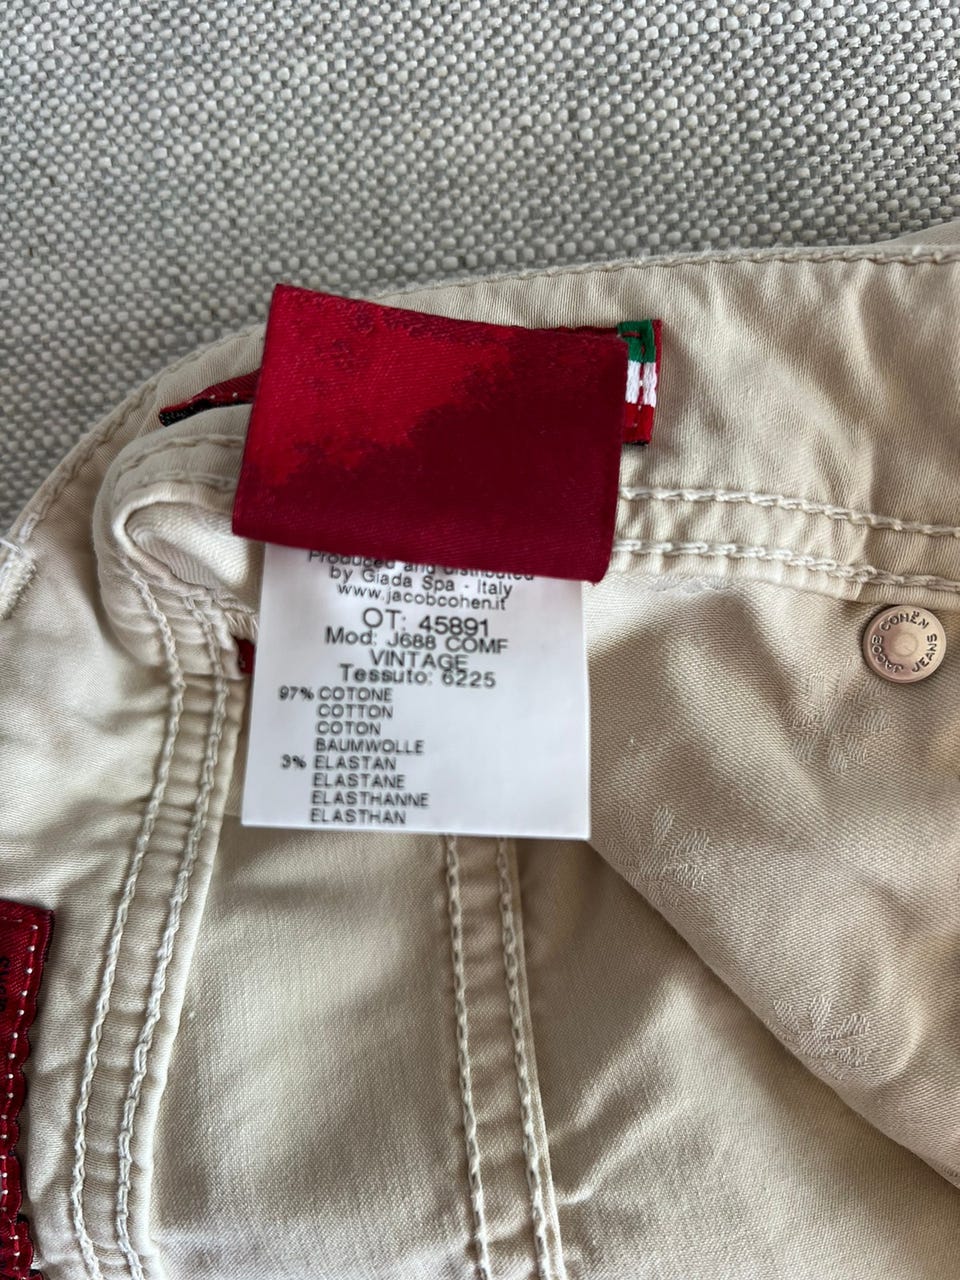 Produced and distributed
by Giada Spa - Italy
www.jacobcohen.it
OT: 45891
Mod: J688 COMF
VINTAGE
Tessuto: 6225
97% COTONE
COTTON
COTON
BAUMWOLLE
3% ELASTAN
ELASTANE
ELASTHANNE
ELASTHAN
JACOB COHËN JEANS